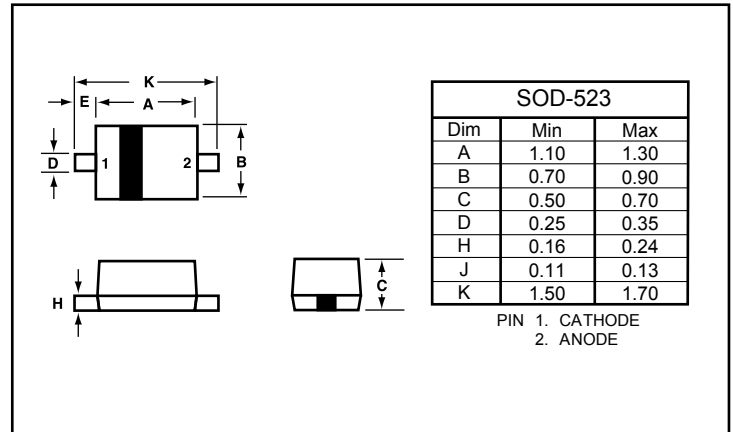 K
E
A
D
1
2
B
H
C
SOD-523
Dim Min Max
A 1.10 1.30
B 0.70 0.90
C 0.50 0.70
D 0.25 0.35
H 0.16 0.24
J 0.11 0.13
K 1.50 1.70
PIN 1. CATHODE
2. ANODE